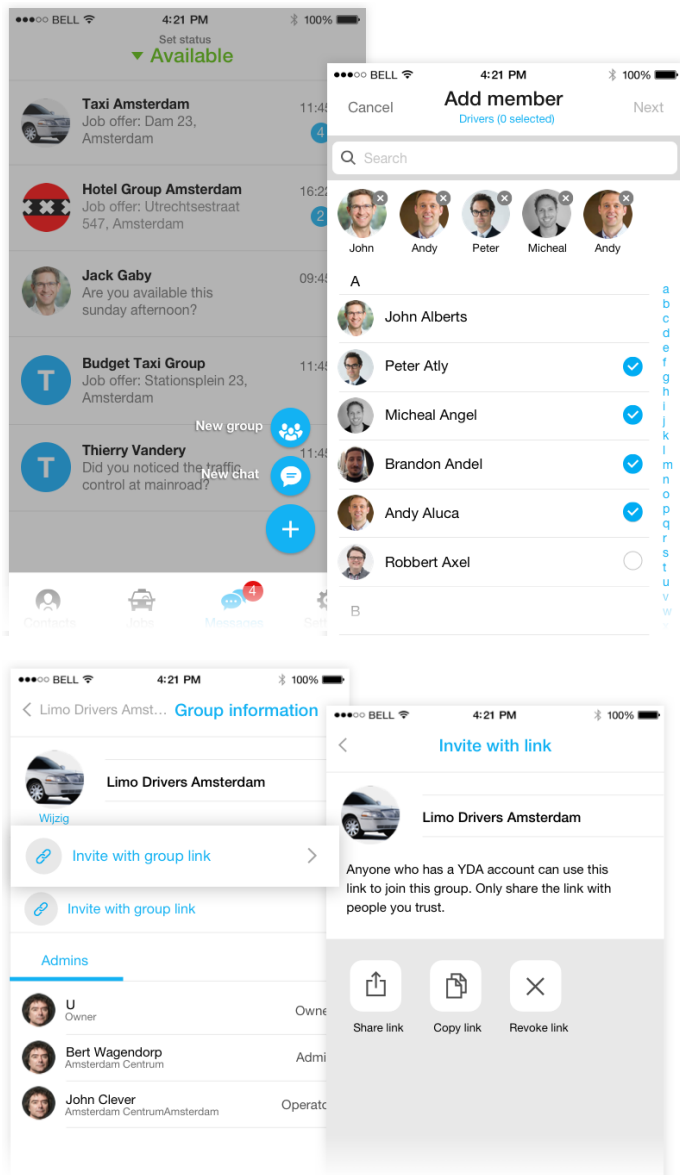 BELL 4:21 PM 100%
Set status
Available
Taxi Amsterdam 11:45
Job offer: Dam 23, 4
Amsterdam
Hotel Group Amsterdam 16:22
Job offer: Utrechtsestraat 2
547, Amsterdam
Jack Gaby 09:45
Are you available this
sunday afternoon?
T
Budget Taxi Group 11:45
Job offer: Stationsplein 23,
Amsterdam
New group
T
Thierry Vandery 11:45
Did you noticed the traffic
control at mainroad?
New chat
4
Contacts Jobs Messages
BELL 4:21 PM 100%
Cancel Add member Next
Drivers (0 selected)
Search
John Andy Peter Micheal Andy
A
John Alberts
Peter Atly
Micheal Angel
Brandon Andel
Andy Aluca
Robbert Axel
B
a
b
c
d
e
f
g
h
i
j
k
l
m
n
o
p
q
r
s
t
u
v
w
BELL 4:21 PM 100%
Limo Drivers Amst... Group information
Limo Drivers Amsterdam
Wijzig
Invite with group link
Invite with group link
Admins
U
Owner Owne
Bert Wagendorp
Amsterdam Centrum Admi
John Clever
Amsterdam CentrumAmsterdam Operato
BELL 4:21 PM 100%
Invite with link
Limo Drivers Amsterdam
Anyone who has a YDA account can use this
link to join this group. Only share the link with
people you trust.
Share link Copy link Revoke link